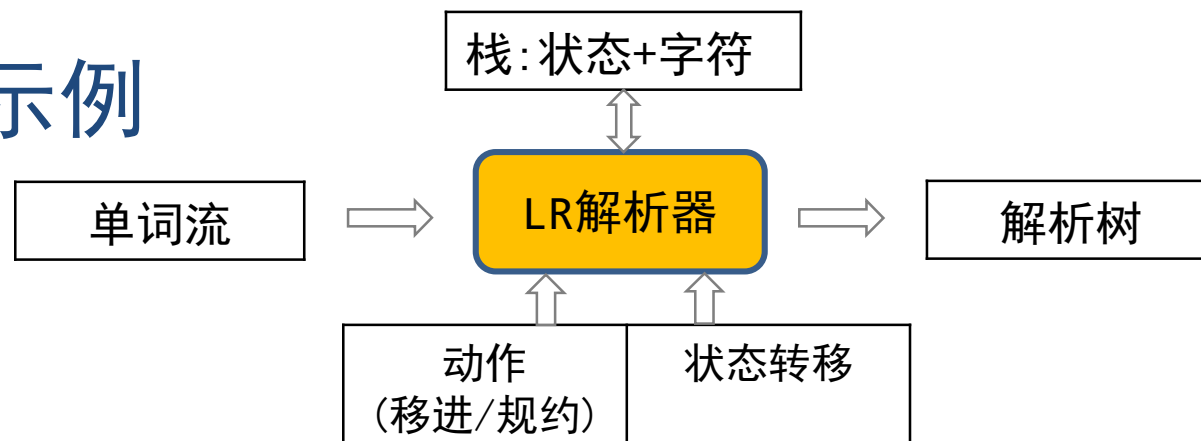 示例
栈:状态+字符
单词流
LR解析器
解析树
动作
(移进/规约)
状态转移